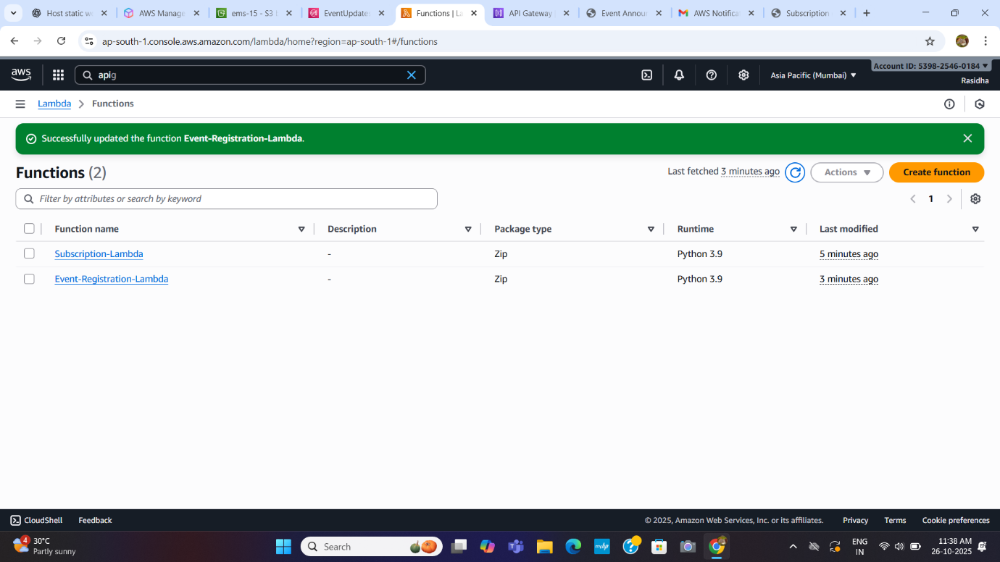 Host static we
AWS Manage
ems-15 - S3 b
EventUpdates
Functions | La
API Gateway
Event Annour
AWS Notifica
Subscription
ap-south-1.console.aws.amazon.com/lambda/home?region=ap-south-1#/functions
aws
apig
Asia Pacific (Mumbai) ▼
Account ID: 5398-2546-0184 ▼
Rasidha
Lambda > Functions
Successfully updated the function Event-Registration-Lambda.
Functions (2)
Last fetched 3 minutes ago
Actions ▼
Create function
Filter by attributes or search by keyword
< 1 >
Function name Description Package type Runtime Last modified
Subscription-Lambda - Zip Python 3.9 5 minutes ago
Event-Registration-Lambda - Zip Python 3.9 3 minutes ago
CloudShell Feedback © 2025, Amazon Web Services, Inc. or its affiliates. Privacy Terms Cookie preferences
4
30°C
Partly sunny
Search
myhp
ENG
IN
11:38 AM
26-10-2025